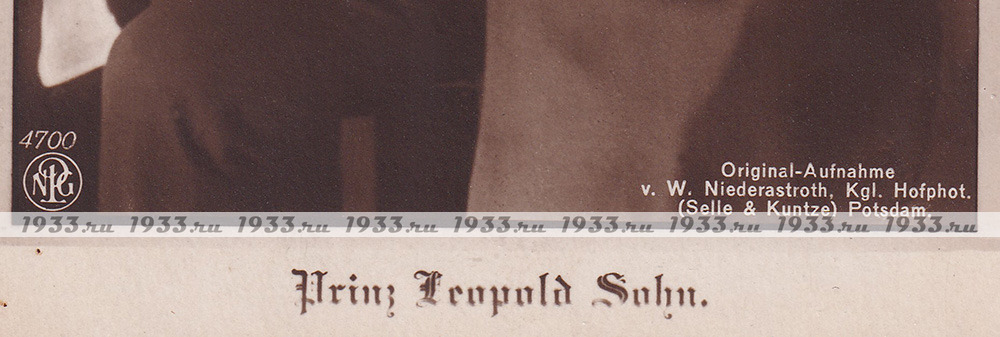 4700
NPG
Original-Aufnahme
v. W. Niederastroth, Kgl. Hofphot.
(Selle & Kuntze) Potsdam.
1933.ru 1933.ru 1933.ru 1933.ru 1933.ru 1933.ru 1933.ru 1933.ru 1933.ru
Prinz Leopold Sohn.